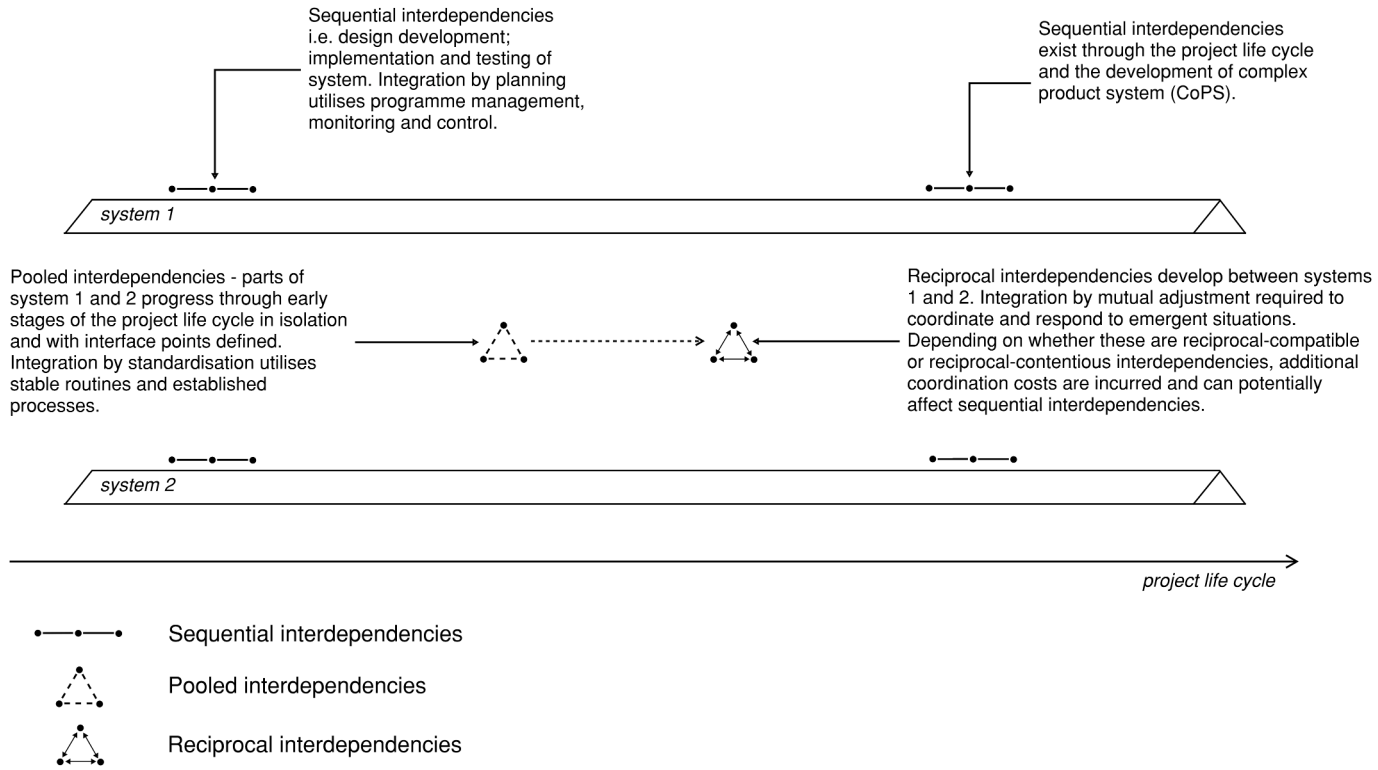 Sequential interdependencies
i.e. design development;
implementation and testing of
system. Integration by planning
utilises programme management,
monitoring and control.
Sequential interdependencies
exist through the project life cycle
and the development of complex
product system (CoPS).
system 1
Pooled interdependencies - parts of
system 1 and 2 progress through early
stages of the project life cycle in isolation
and with interface points defined.
Integration by standardisation utilises
stable routines and established
processes.
Reciprocal interdependencies develop between systems
1 and 2. Integration by mutual adjustment required to
coordinate and respond to emergent situations.
Depending on whether these are reciprocal-compatible
or reciprocal-contentious interdependencies, additional
coordination costs are incurred and can potentially
affect sequential interdependencies.
system 2
project life cycle
Sequential interdependencies
Pooled interdependencies
Reciprocal interdependencies